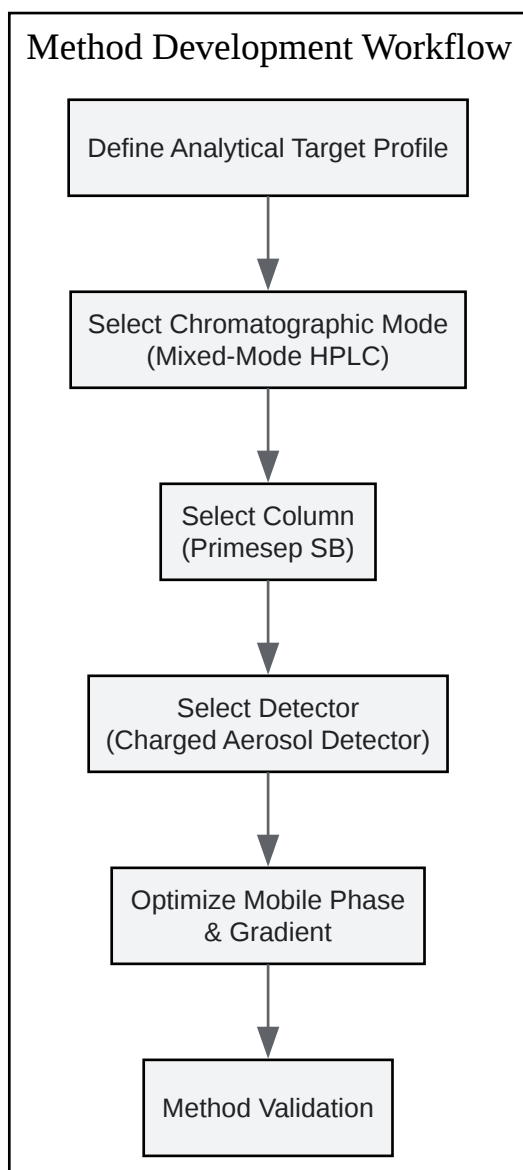 Method Development Workflow
Define Analytical Target Profile
Select Chromatographic Mode
(Mixed-Mode HPLC)
Select Column
(Primesep SB)
Select Detector
(Charged Aerosol Detector)
Optimize Mobile Phase
& Gradient
Method Validation